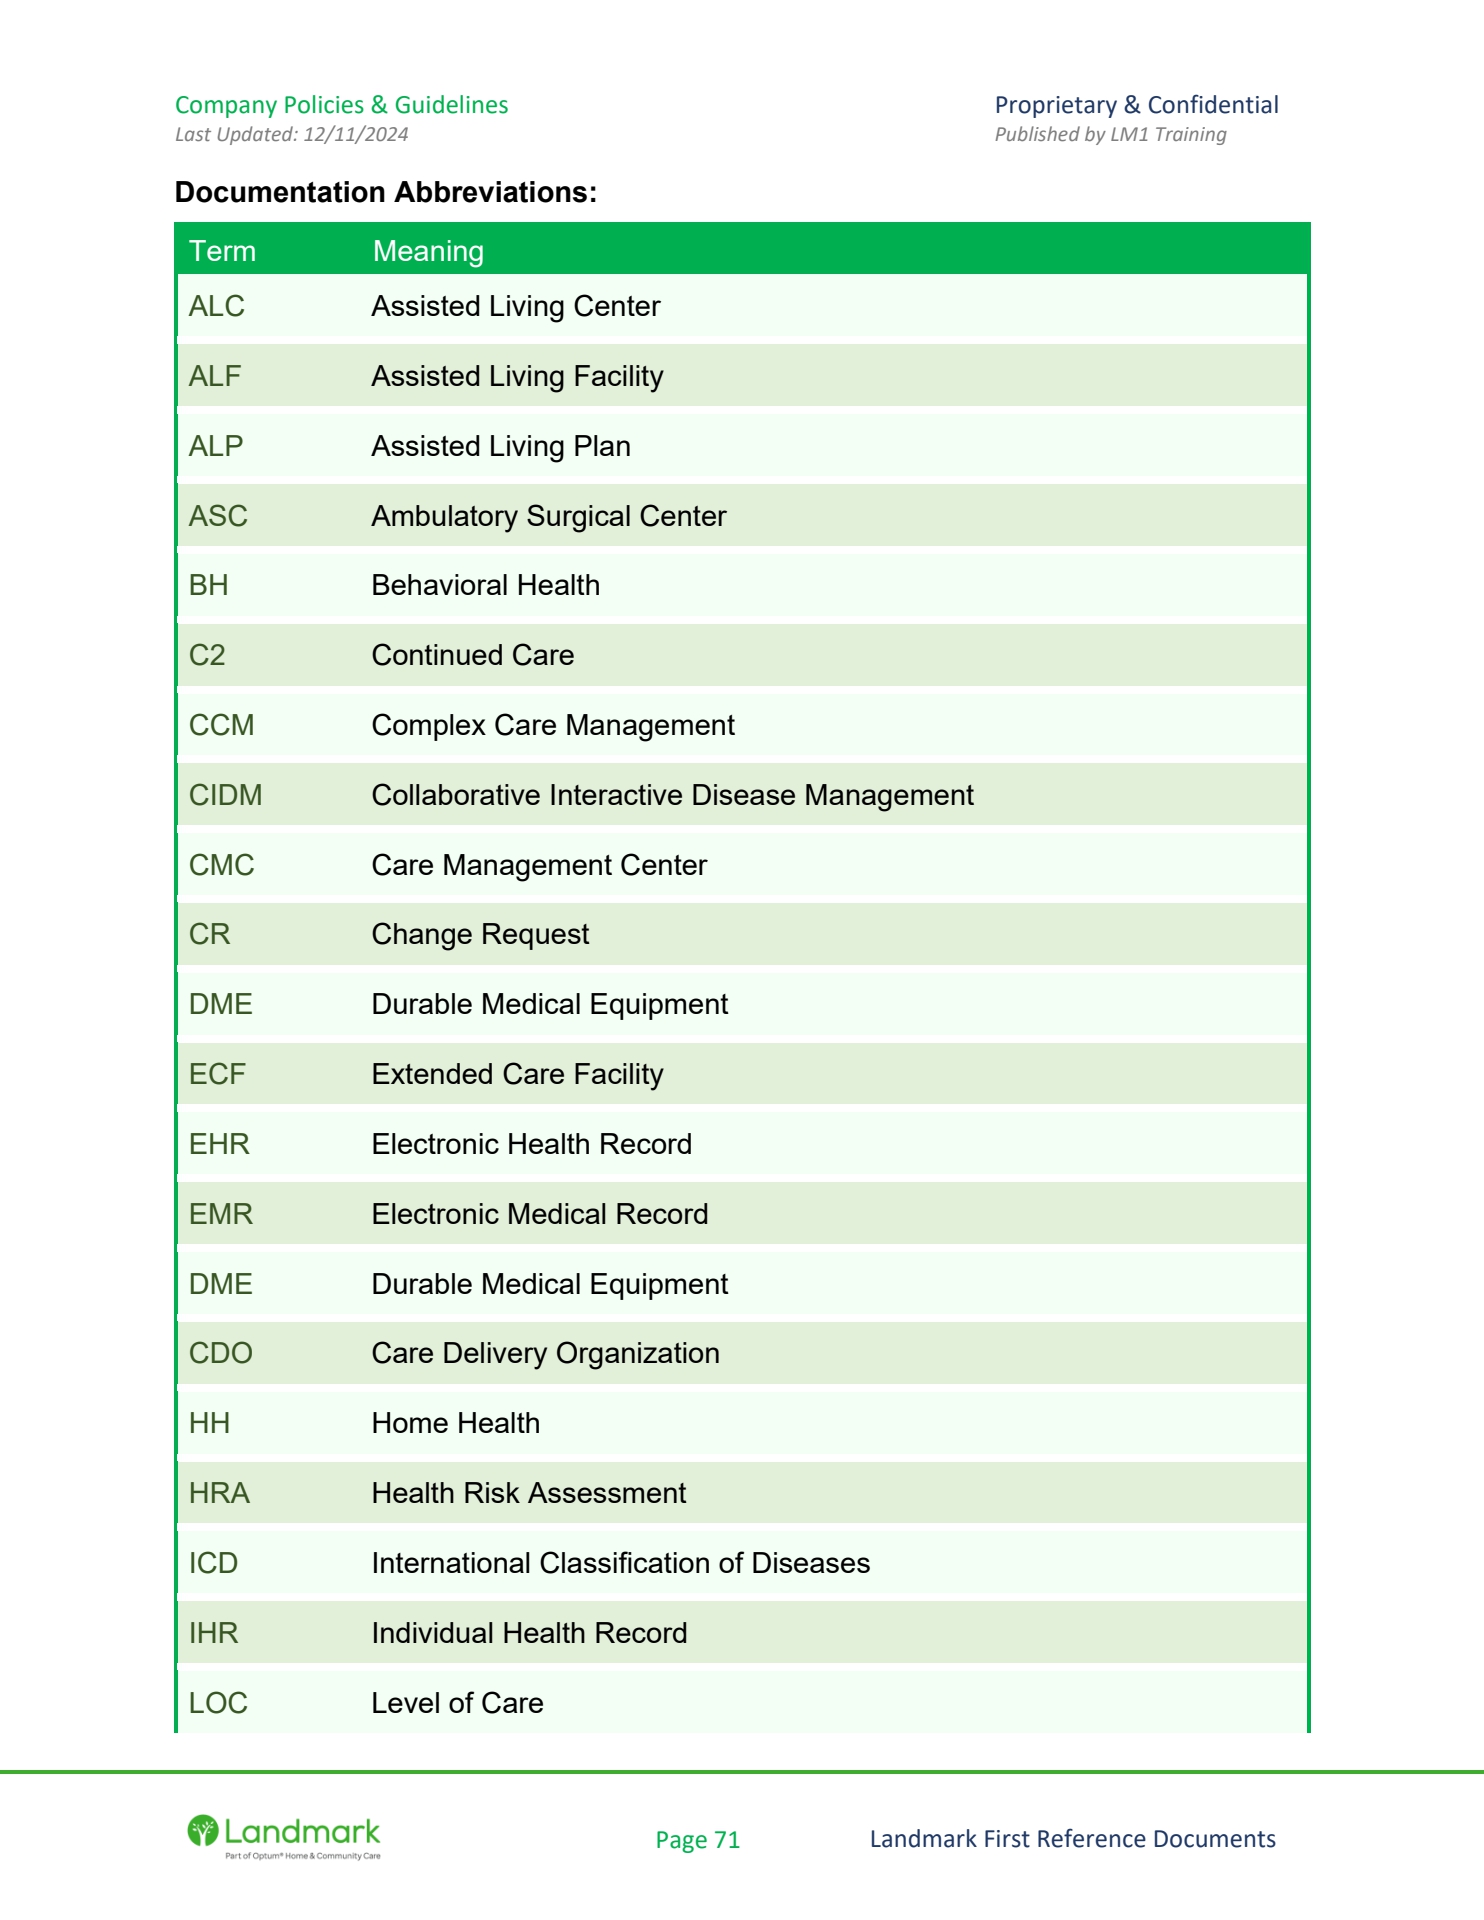 Company Policies & Guidelines Proprietary & Confidential
Last Updated: 12/11/2024 Published by LM1 Training
Documentation Abbreviations:
Term Meaning
ALC Assisted Living Center
ALF Assisted Living Facility
ALP Assisted Living Plan
ASC Ambulatory Surgical Center
BH Behavioral Health
C2 Continued Care
CCM Complex Care Management
CIDM Collaborative Interactive Disease Management
CMC Care Management Center
CR Change Request
DME Durable Medical Equipment
ECF Extended Care Facility
EHR Electronic Health Record
EMR Electronic Medical Record
DME Durable Medical Equipment
CDO Care Delivery Organization
HH Home Health
HRA Health Risk Assessment
ICD International Classification of Diseases
IHR Individual Health Record
LOC Level of Care
Landmark
Part of Optum® Home & Community Care
Page 71 Landmark First Reference Documents